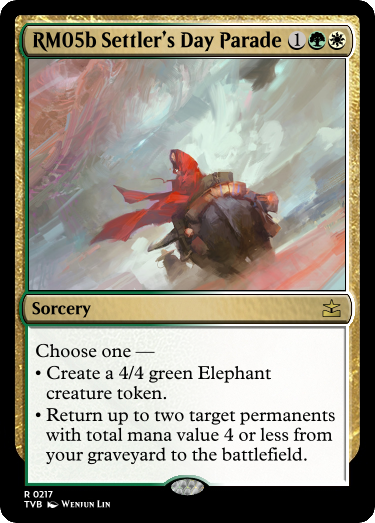 RM05b Settler's Day Parade 1
Sorcery
Choose one —
• Create a 4/4 green Elephant
creature token.
• Return up to two target permanents
with total mana value 4 or less from
your graveyard to the battlefield.
R 0217
TVB Wenjun Lin